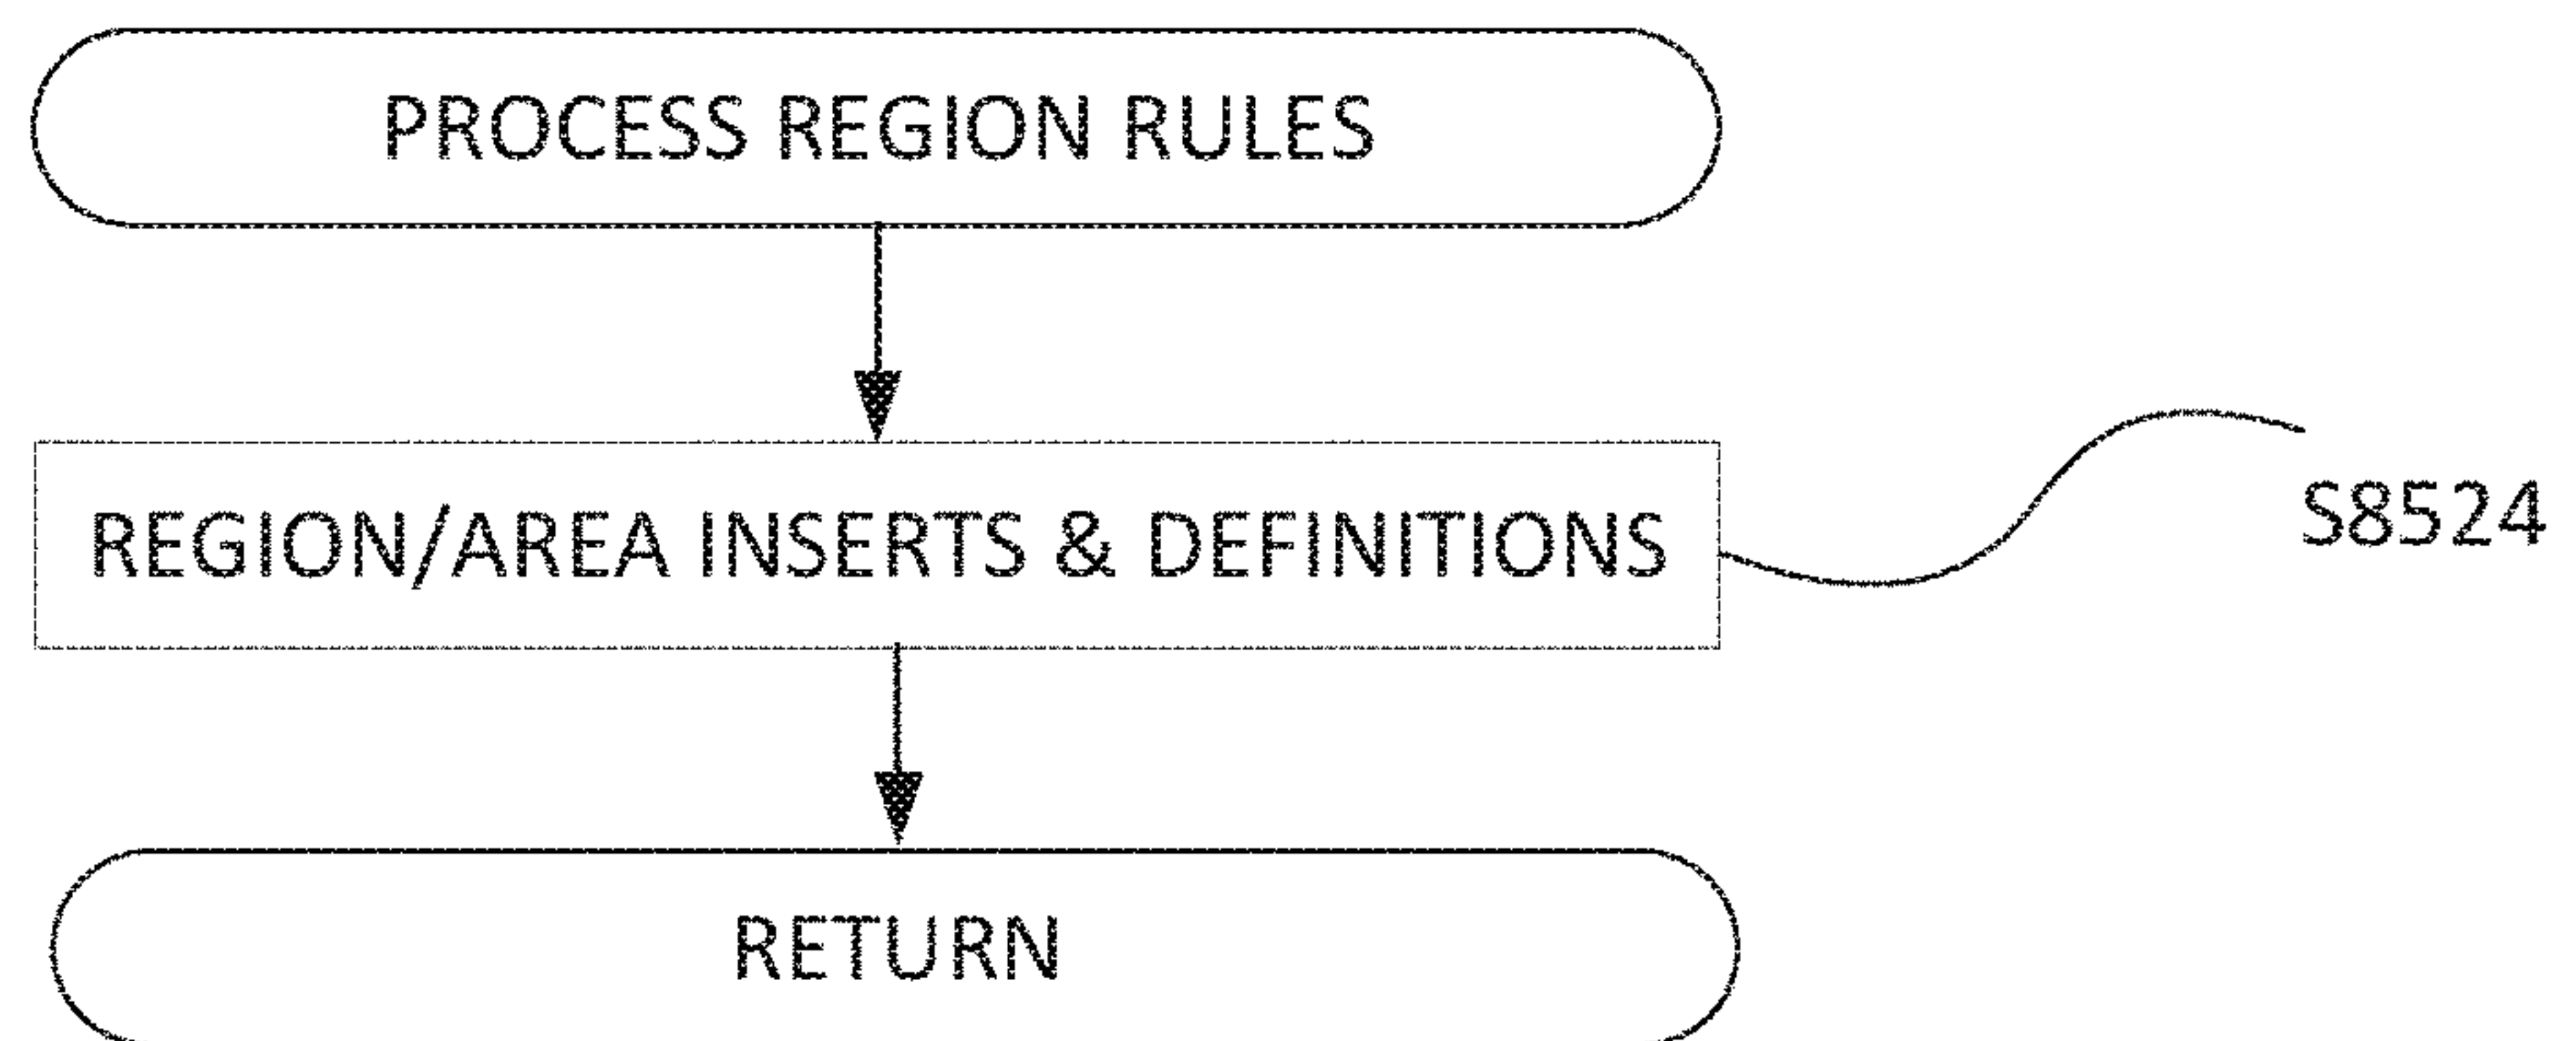 PROCESS REGION RULES
REGION/AREA INSERTS & DEFINITIONS
S8524
RETURN